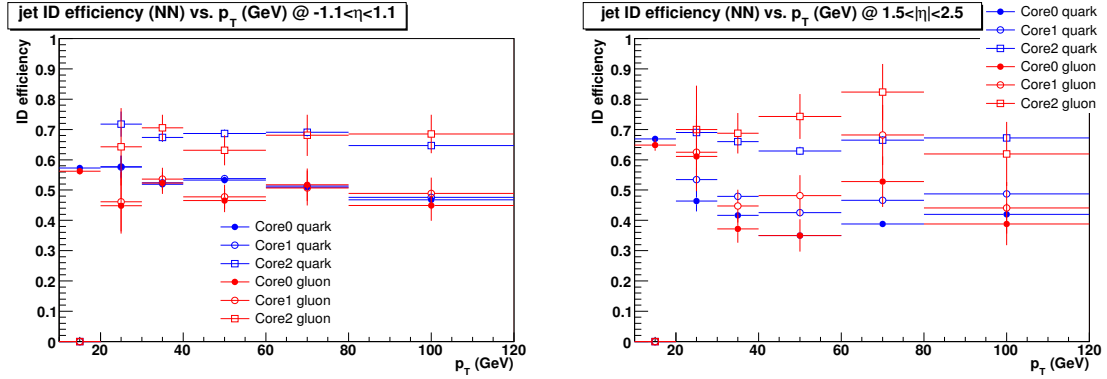 jet ID efficiency (NN) vs. p_T (GeV) @ -1.1<η<1.1
ID efficiency
1
0.9
0.8
0.7
0.6
0.5
0.4
0.3
0.2
0.1
0
Core0 quark
Core1 quark
Core2 quark
Core0 gluon
Core1 gluon
Core2 gluon
20 40 60 80 100 120
p_T (GeV)
jet ID efficiency (NN) vs. p_T (GeV) @ 1.5<|η|<2.5
Core0 quark
Core1 quark
Core2 quark
Core0 gluon
Core1 gluon
Core2 gluon
ID efficiency
1
0.9
0.8
0.7
0.6
0.5
0.4
0.3
0.2
0.1
0
20 40 60 80 100 120
p_T (GeV)